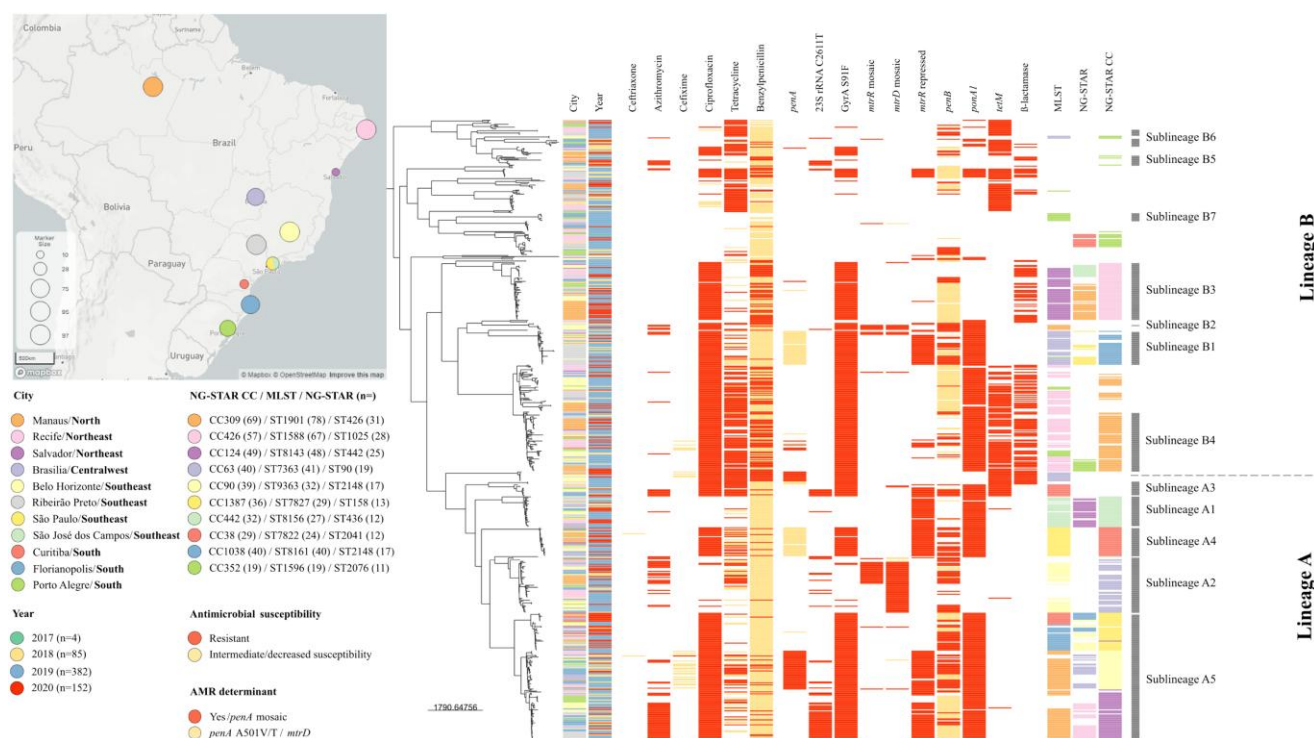 Colombia
Suriname
Belém
Fortaleza
Brazil
Peru
Bolivia
Paraguay
São Paulo
Uruguay
Marker
Size
10
28
75
95
97
mapbox
© Mapbox © OpenStreetMap Improve this map
City
Manaus/North
Recife/Northeast
Salvador/Northeast
Brasilia/Centralwest
Belo Horizonte/Southeast
Ribeirão Preto/Southeast
São Paulo/Southeast
São José dos Campos/Southeast
Curitiba/South
Florianopolis/South
Porto Alegre/South
Year
2017 (n=4)
2018 (n=85)
2019 (n=382)
2020 (n=152)
NG-STAR CC / MLST / NG-STAR (n=)
CC309 (69) / ST1901 (78) / ST426 (31)
CC426 (57) / ST1588 (67) / ST1025 (28)
CC124 (49) / ST8143 (48) / ST442 (25)
CC63 (40) / ST7363 (41) / ST90 (19)
CC90 (39) / ST9363 (32) / ST2148 (17)
CC1387 (36) / ST7827 (29) / ST158 (13)
CC442 (32) / ST8156 (27) / ST436 (12)
CC38 (29) / ST7822 (24) / ST2041 (12)
CC1038 (40) / ST8161 (40) / ST2148 (17)
CC352 (19) / ST1596 (19) / ST2076 (11)
Antimicrobial susceptibility
Resistant
Intermediate/decreased susceptibility
AMR determinant
Yes/penA mosaic
penA A501V/T / mtrD
1790.64756
City
Year
Ceftriaxone
Azithromycin
Cefixime
Ciprofloxacin
Tetracycline
Benzylpenicillin
penA
23S rRNA C2611T
GyrA S91F
mtrR mosaic
mtrD mosaic
mtrR repressed
penB
ponA1
tetM
ß-lactamase
MLST
NG-STAR
NG-STAR CC
Sublineage B6
Sublineage B5
Sublineage B7
Sublineage B3
Sublineage B2
Sublineage B1
Sublineage B4
Sublineage A3
Sublineage A1
Sublineage A4
Sublineage A2
Sublineage A5
Lineage B
Lineage A